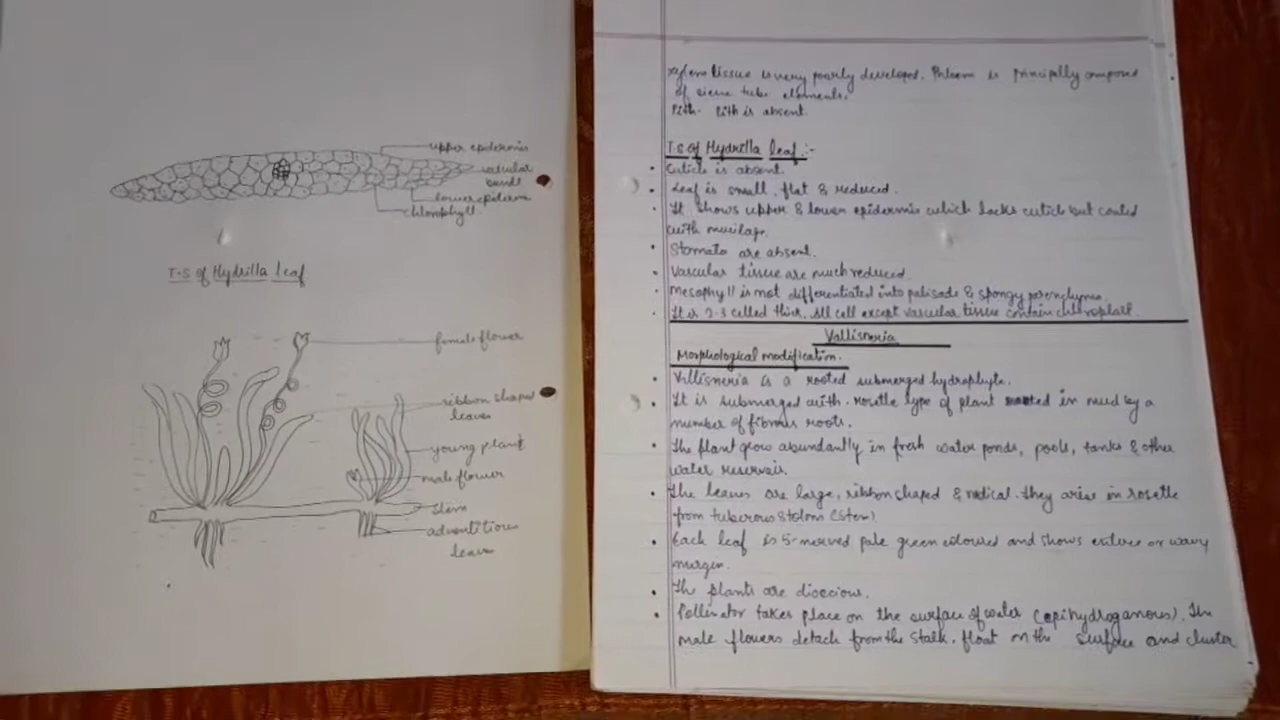 upper epidermis
vascular
bundl
lower epiderm
chlorophyll
T.S of Hydrilla leaf
female flower
ribbon shaped
leaves
young plant
male flower
stem
adventitious
leaves
xylem tissue is very poorly developed. Phloem is principally composed
of sieve tube elements.
Pith- Pith is absent.
T.S of Hydrilla leaf :-
• Cuticle is absent.
• Leaf is small, flat & reduced.
• It shows upper & lower epidermis which lacks cuticle but coated
with mucilage.
• Stomato are absent.
• Vascular tissue are much reduced.
• Mesophyll is not differentiated into palisade & spongy parenchyma.
• It is 2-3 celled thick. All cell except vascular tissue contain chloroplast.
Vallisneria
Morphological modification.
• Villisneria is a rooted submerged hydrophyte.
• It is submerged with rosette type of plant rooted in mud by a
number of fibrous roots.
• The plant grow abundantly in fresh water ponds, pools, tanks & other
water reservoir.
• The leaves are large, ribbon shaped & radical. They arise in rosette
from tuberous stolons (stem)
• Each leaf is 5-nerved pale green coloured and shows entire or wavy
margin.
• The plants are dioecious.
• Pollination takes place on the surface of water (epihydroganous). The
male flowers detach from the stalk, float on the surface and cluster